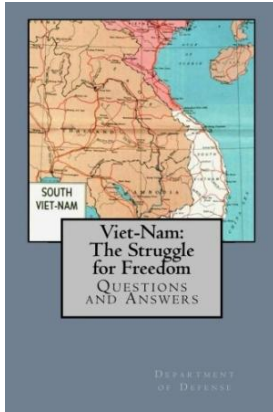 SOUTH
VIET-NAM
Viet-Nam:
The Struggle
for Freedom
Questions
and Answers
Department
of Defense